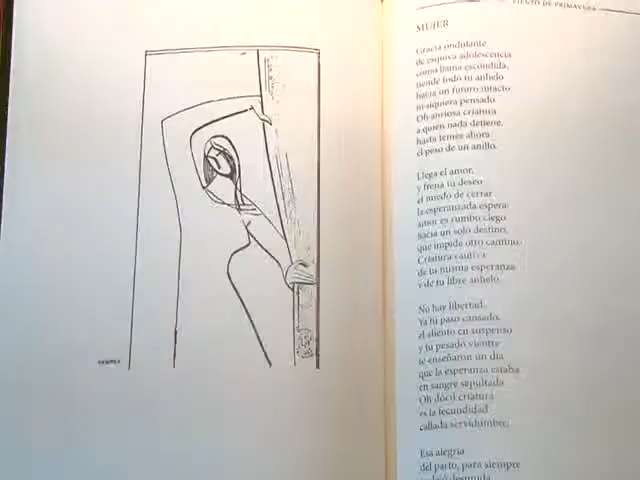 VIENTO DE PRIMAVERA
MUJER
Gracia ondulante
de esquiva adolescencia
como llama escondida,
tiende todo tu anhelo
hacia un futuro intacto
ni siquiera pensado.
Oh ansiosa criatura
a quien nada detiene,
hasta temes ahora
el peso de un anillo.
Llega el amor,
y frena tu deseo
el miedo de cerrar
la esperanzada espera:
amor es rumbo ciego
hacia un solo destino,
que impide otro camino.
Criatura cautiva
de tu misma esperanza
y de tu libre anhelo.
No hay libertad.
Ya tu paso cansado,
el aliento en suspenso
y tu pesado vientre
te enseñaron un día
que la esperanza estaba
en sangre sepultada.
Oh dócil criatura
es la fecundidad
callada servidumbre.
Esa alegría
del parto, para siempre
desnuda